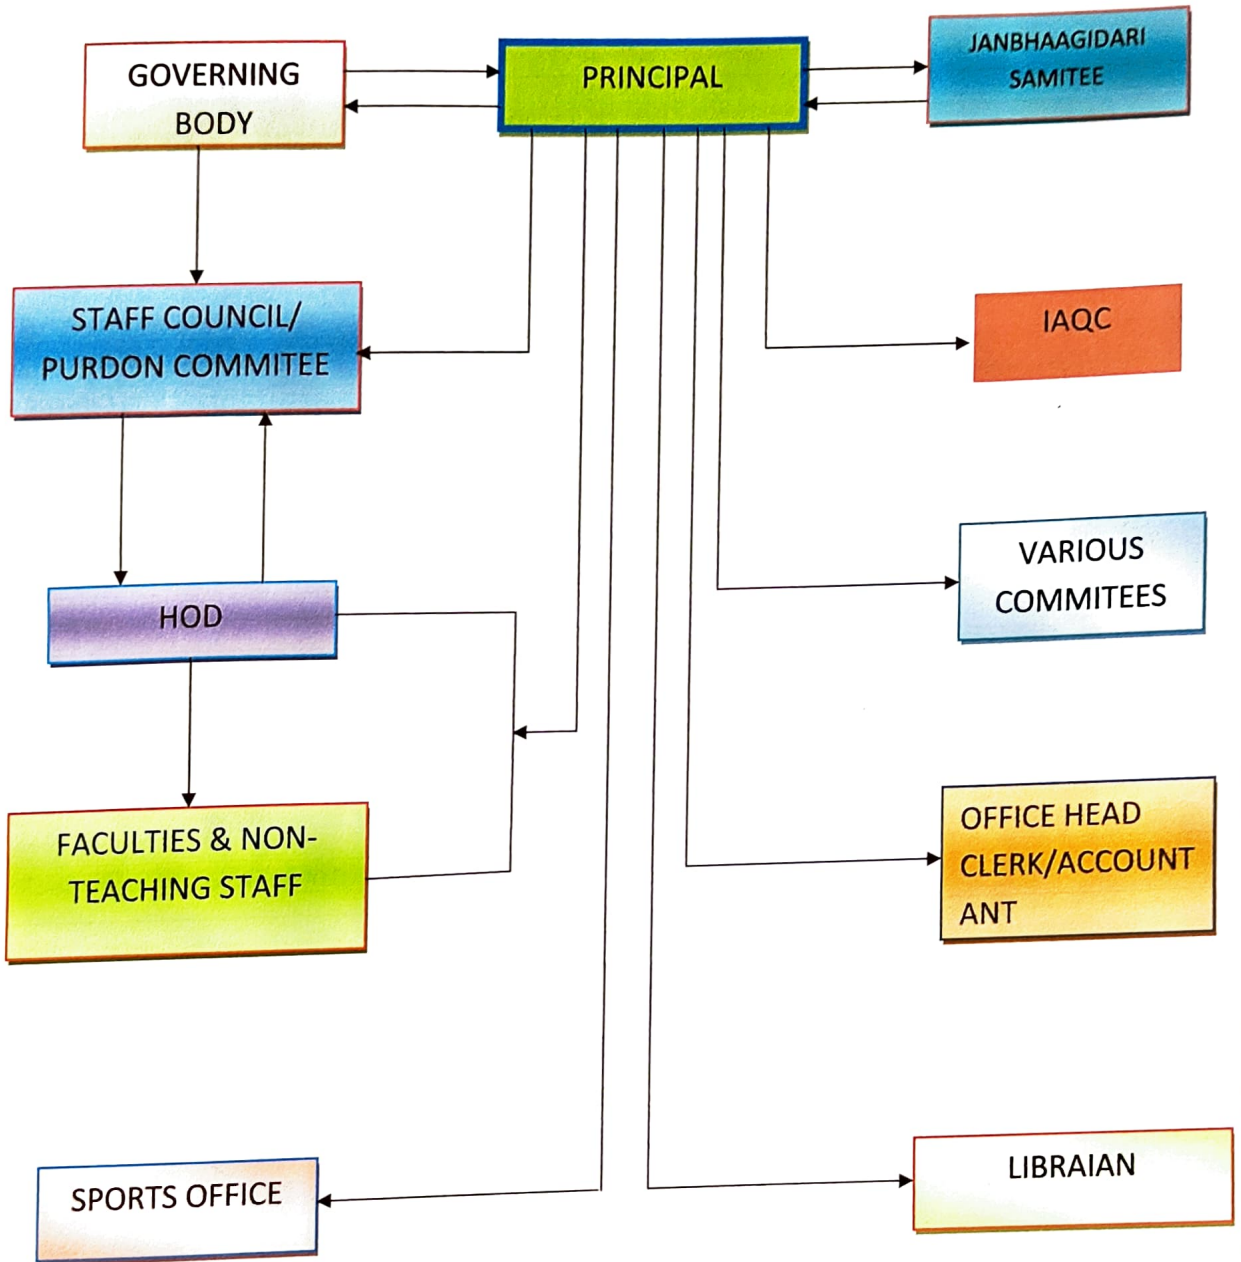 GOVERNING
BODY
PRINCIPAL
JANBHAAGIDARI
SAMITEE
STAFF COUNCIL/
PURDON COMMITEE
IAQC
VARIOUS
COMMITEES
HOD
FACULTIES & NON-
TEACHING STAFF
OFFICE HEAD
CLERK/ACCOUNT
ANT
SPORTS OFFICE
LIBRAIAN